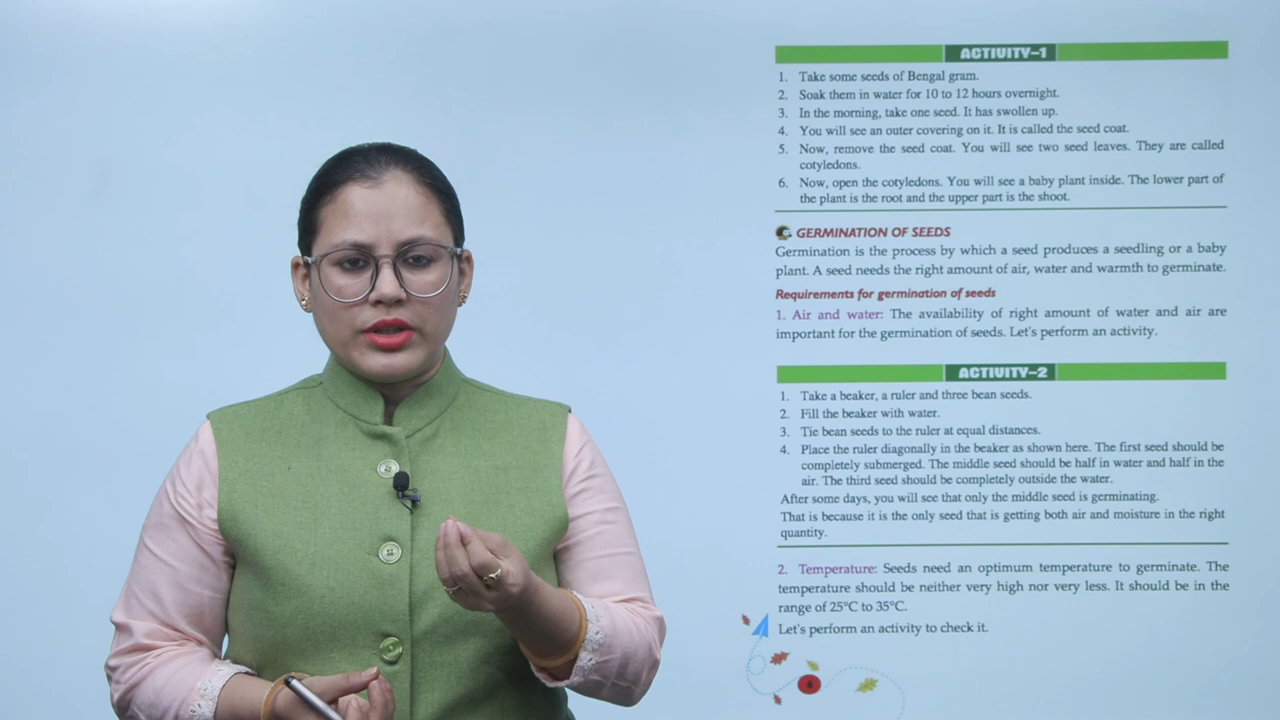 ACTIVITY-1
1. Take some seeds of Bengal gram.
2. Soak them in water for 10 to 12 hours overnight.
3. In the morning, take one seed. It has swollen up.
4. You will see an outer covering on it. It is called the seed coat.
5. Now, remove the seed coat. You will see two seed leaves. They are called
cotyledons.
6. Now, open the cotyledons. You will see a baby plant inside. The lower part of
the plant is the root and the upper part is the shoot.
GERMINATION OF SEEDS
Germination is the process by which a seed produces a seedling or a baby
plant. A seed needs the right amount of air, water and warmth to germinate.
Requirements for germination of seeds
1. Air and water: The availability of right amount of water and air are
important for the germination of seeds. Let's perform an activity.
ACTIVITY-2
1. Take a beaker, a ruler and three bean seeds.
2. Fill the beaker with water.
3. Tie bean seeds to the ruler at equal distances.
4. Place the ruler diagonally in the beaker as shown here. The first seed should be
completely submerged. The middle seed should be half in water and half in the
air. The third seed should be completely outside the water.
After some days, you will see that only the middle seed is germinating.
That is because it is the only seed that is getting both air and moisture in the right
quantity.
2. Temperature: Seeds need an optimum temperature to germinate. The
temperature should be neither very high nor very less. It should be in the
range of 25°C to 35°C.
Let's perform an activity to check it.